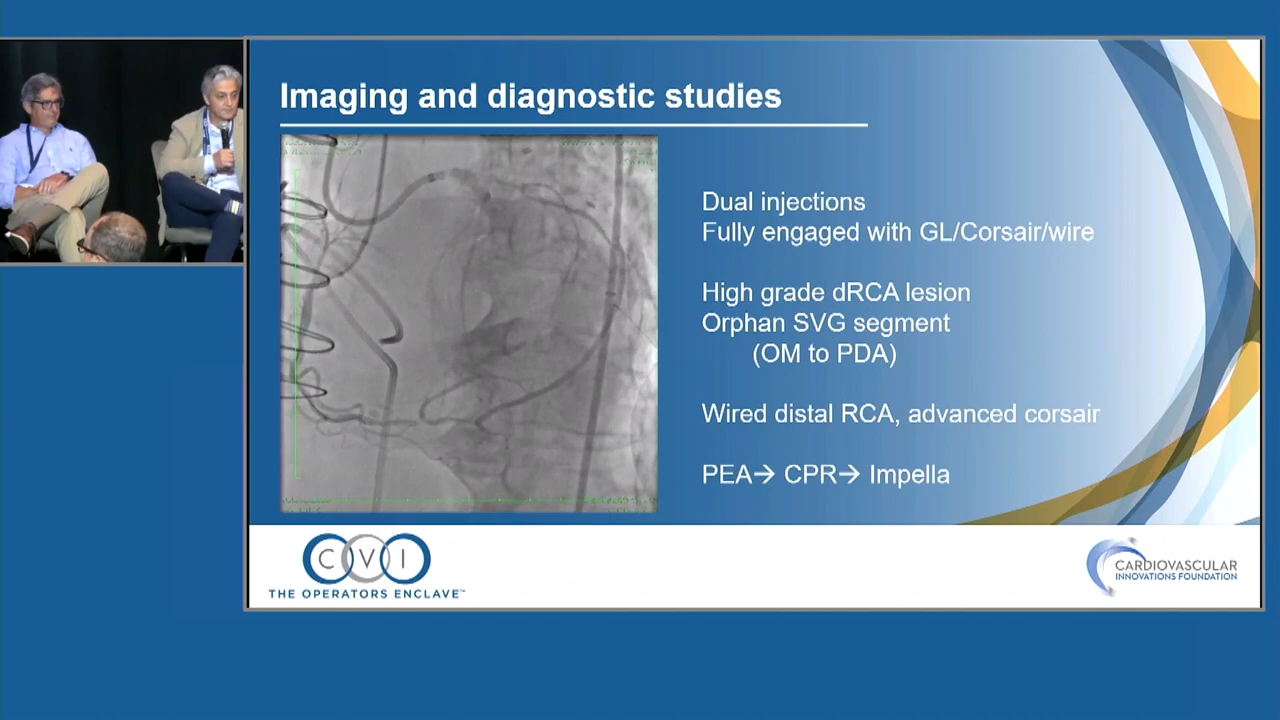 Imaging and diagnostic studies
Dual injections
Fully engaged with GL/Corsair/wire
High grade dRCA lesion
Orphan SVG segment
(OM to PDA)
Wired distal RCA, advanced corsair
PEA→ CPR→ Impella
CVI
THE OPERATORS ENCLAVE™
CARDIOVASCULAR
INNOVATIONS FOUNDATION